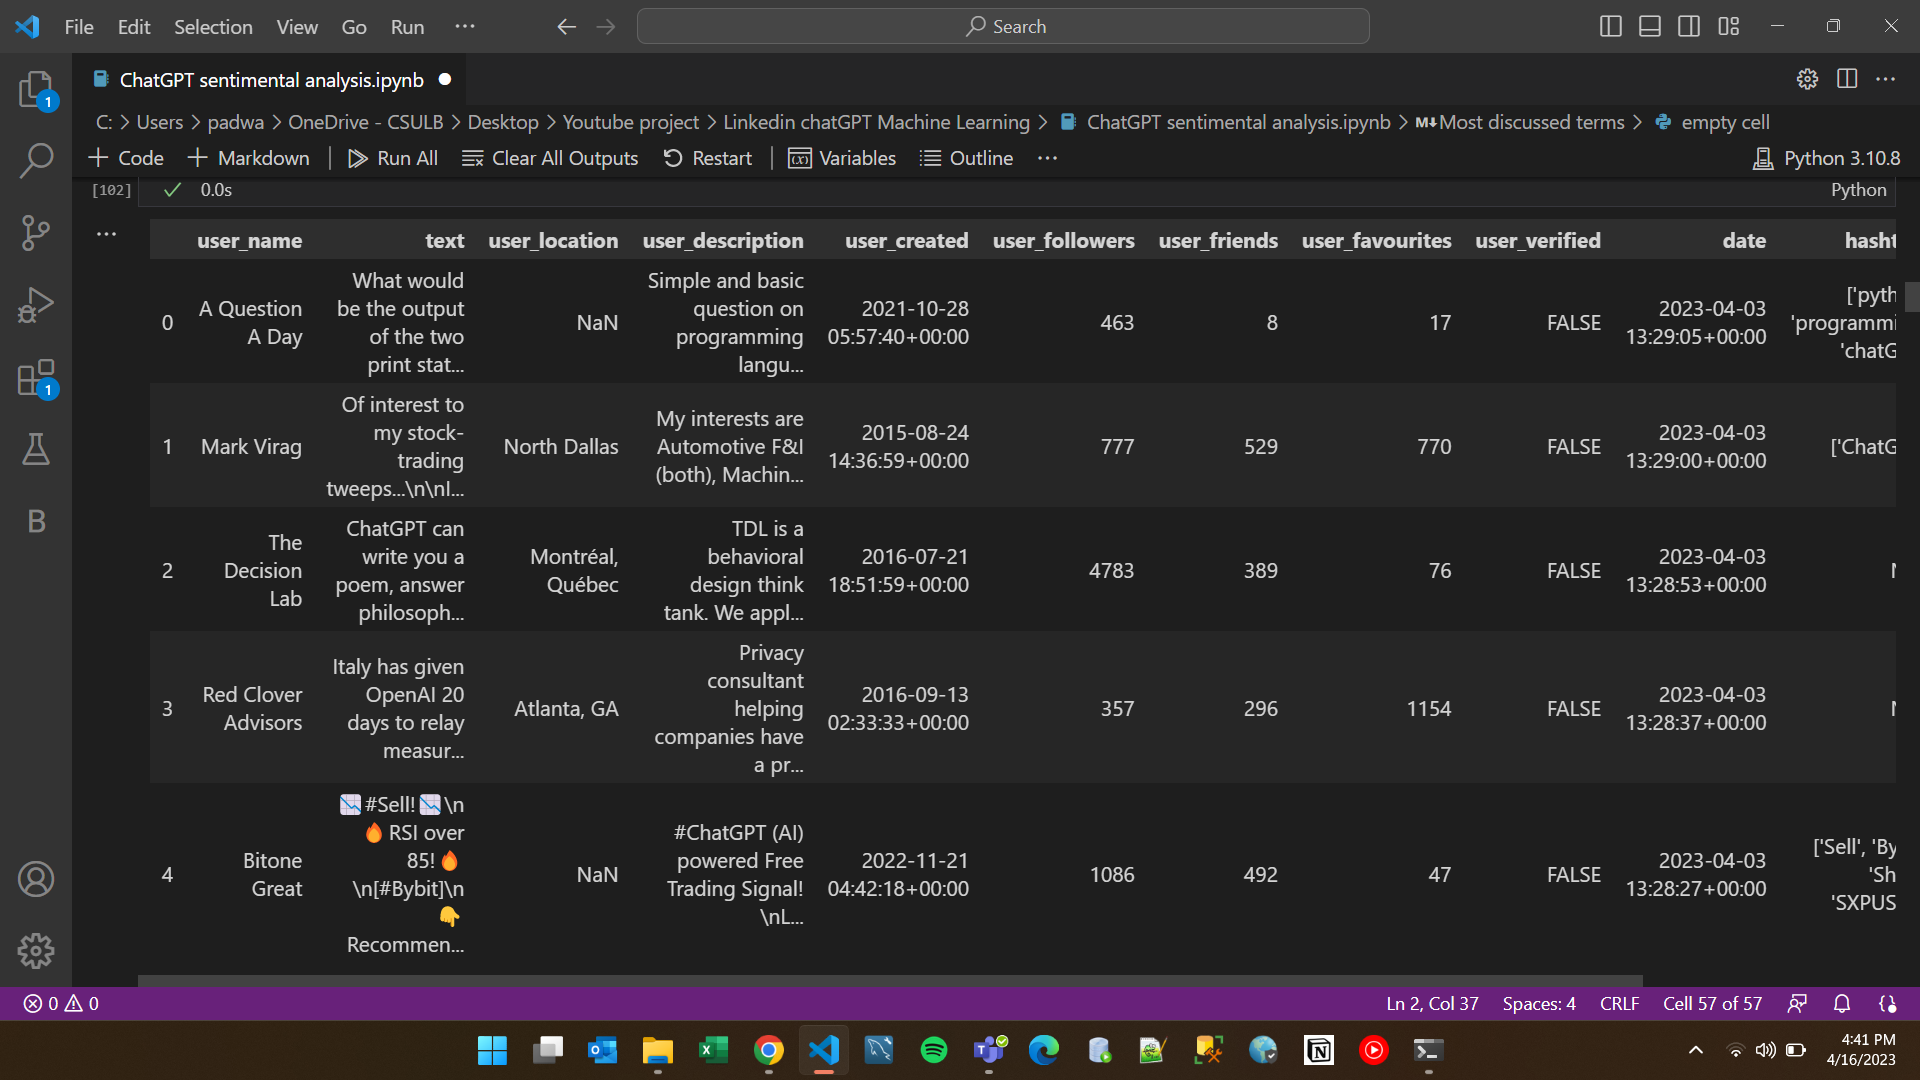 File Edit Selection View Go Run ··· Search
ChatGPT sentimental analysis.ipynb
C: > Users > padwa > OneDrive - CSULB > Desktop > Youtube project > Linkedin chatGPT Machine Learning > ChatGPT sentimental analysis.ipynb > M↓Most discussed terms > empty cell
+ Code + Markdown Run All Clear All Outputs Restart Variables Outline ··· Python 3.10.8
[102] ✓ 0.0s Python
user_name text user_location user_description user_created user_followers user_friends user_favourites user_verified date hasht
0
A Question
A Day
What would
be the output
of the two
print stat...
NaN
Simple and basic
question on
programming
langu...
2021-10-28
05:57:40+00:00
463
8
17
FALSE
2023-04-03
13:29:05+00:00
['pyth
'programmi
'chatG
1
Mark Virag
Of interest to
my stock-
trading
tweeps...\n\nI...
North Dallas
My interests are
Automotive F&I
(both), Machin...
2015-08-24
14:36:59+00:00
777
529
770
FALSE
2023-04-03
13:29:00+00:00
['ChatG
2
The
Decision
Lab
ChatGPT can
write you a
poem, answer
philosoph...
Montréal,
Québec
TDL is a
behavioral
design think
tank. We appl...
2016-07-21
18:51:59+00:00
4783
389
76
FALSE
2023-04-03
13:28:53+00:00
3
Red Clover
Advisors
Italy has given
OpenAI 20
days to relay
measur...
Atlanta, GA
Privacy
consultant
helping
companies have
a pr...
2016-09-13
02:33:33+00:00
357
296
1154
FALSE
2023-04-03
13:28:37+00:00
4
Bitone
Great
📉#Sell!📉\n
🔥RSI over
85!🔥
\n[#Bybit]\n
👇
Recommen...
NaN
#ChatGPT (AI)
powered Free
Trading Signal!
\nL...
2022-11-21
04:42:18+00:00
1086
492
47
FALSE
2023-04-03
13:28:27+00:00
['Sell', 'By
'Sh
'SXPUS
0 0 Ln 2, Col 37 Spaces: 4 CRLF Cell 57 of 57
4:41 PM
4/16/2023